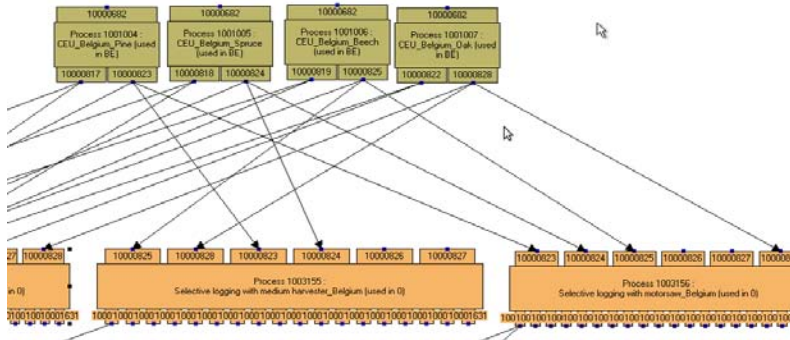 10000682
10000682
10000682
10000682
Process 1001004 :
CEU_Belgium_Pine (used
in BE)
Process 1001005 :
CEU_Belgium_Spruce
(used in BE)
Process 1001006 :
CEU_Belgium_Beech
(used in BE)
Process 1001007 :
CEU_Belgium_Oak (used
in BE)
10000817 10000823
10000818 10000824
10000819 10000825
10000822 10000828
10000828
10000825 10000828 10000823 10000824 10000826 10000827
10000823 10000824 10000825 10000826 10000827
in 0)
Process 1003155 :
Selective logging with medium harvester_Belgium (used in 0)
Process 1003156 :
Selective logging with motorsaw_Belgium (used in 0)